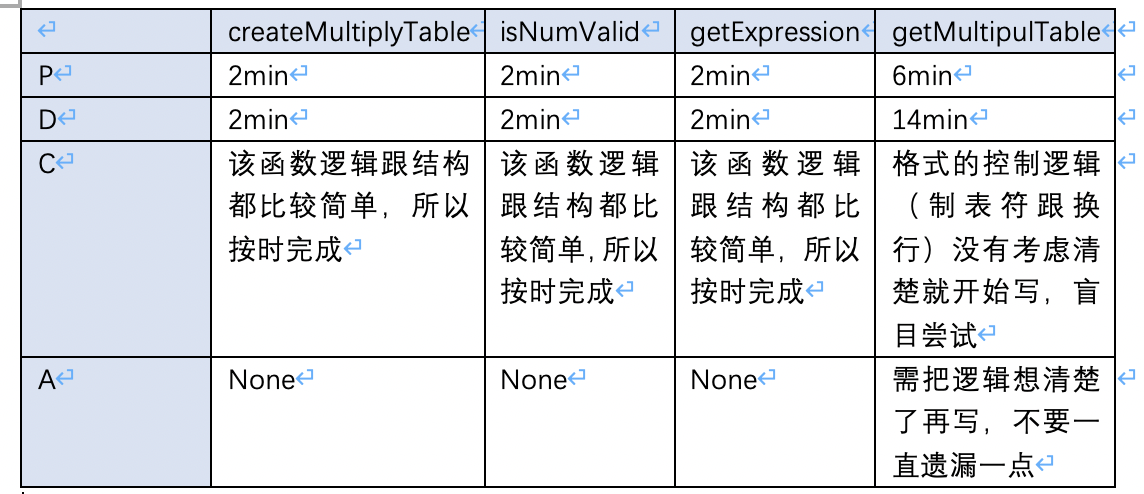 createMultiplyTable isNumValid getExpression getMultipulTable
P 2min 2min 2min 6min
D 2min 2min 2min 14min
C
该函数逻辑跟结构
都比较简单，所以
按时完成
该函数逻辑
跟结构都比
较简单，所以
按时完成
该函数逻辑
跟结构都比
较简单，所以
按时完成
格式的控制逻辑
（制表符跟换
行）没有考虑清
楚就开始写，盲
目尝试
A
None
None
None
需把逻辑想清楚
了再写，不要一
直遗漏一点